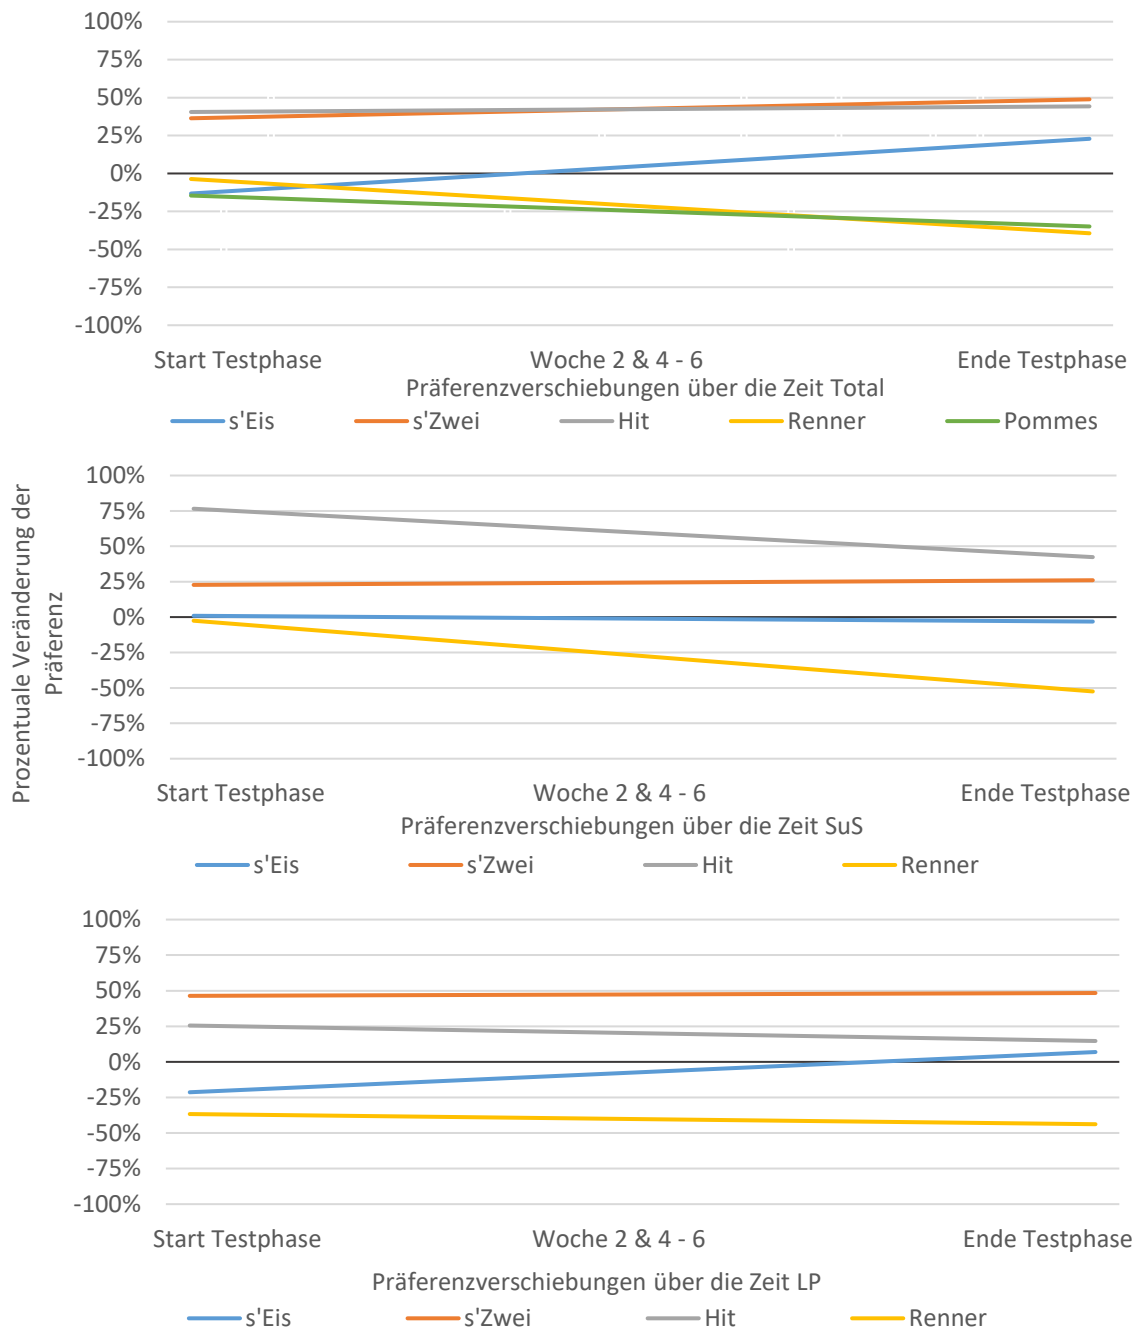 100%
75%
50%
25%
0%
-25%
-50%
-75%
-100%
Start Testphase Woche 2 & 4 - 6 Ende Testphase
Präferenzverschiebungen über die Zeit Total
s'Eis s'Zwei Hit Renner Pommes
Prozentuale Veränderung der
Präferenz
100%
75%
50%
25%
0%
-25%
-50%
-75%
-100%
Start Testphase Woche 2 & 4 - 6 Ende Testphase
Präferenzverschiebungen über die Zeit SuS
s'Eis s'Zwei Hit Renner
100%
75%
50%
25%
0%
-25%
-50%
-75%
-100%
Start Testphase Woche 2 & 4 - 6 Ende Testphase
Präferenzverschiebungen über die Zeit LP
s'Eis s'Zwei Hit Renner